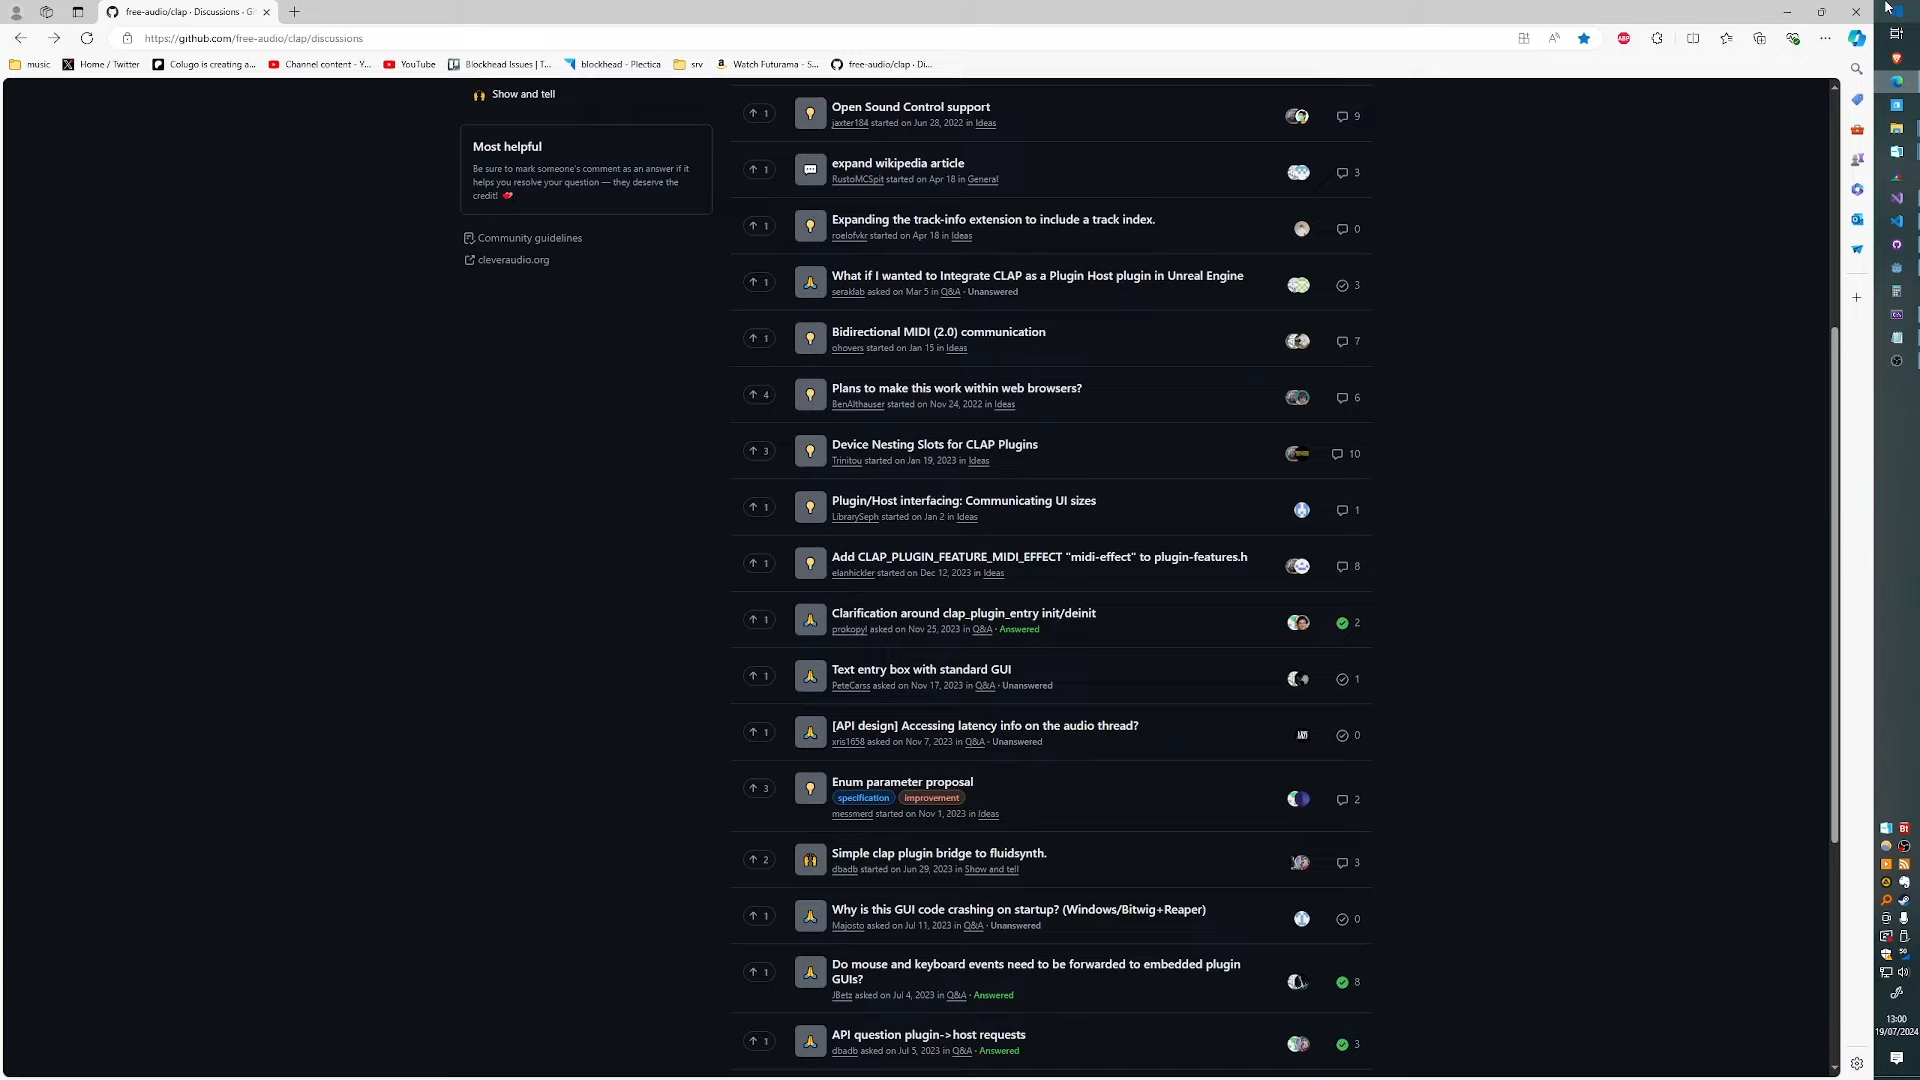 free-audio/clap · Discussions · Gi
https://github.com/free-audio/clap/discussions
ABP
music
Home / Twitter
Colugo is creating a...
Channel content - Y...
YouTube
Blockhead Issues | T...
blockhead - Plectica
srv
Watch Futurama - S...
free-audio/clap · Di...
Show and tell
Most helpful
Be sure to mark someone's comment as an answer if it
helps you resolve your question — they deserve the
credit!
Community guidelines
cleveraudio.org
1
Open Sound Control support
9
jaxter184 started on Jun 28, 2022 in Ideas
1
expand wikipedia article
3
RustoMCSpit started on Apr 18 in General
1
Expanding the track-info extension to include a track index.
0
roelofvkr started on Apr 18 in Ideas
1
What if I wanted to Integrate CLAP as a Plugin Host plugin in Unreal Engine
3
seraklab asked on Mar 5 in Q&A · Unanswered
1
Bidirectional MIDI (2.0) communication
7
ohovers started on Jan 15 in Ideas
4
Plans to make this work within web browsers?
6
BenAlthauser started on Nov 24, 2022 in Ideas
3
Device Nesting Slots for CLAP Plugins
10
Trinitou started on Jan 19, 2023 in Ideas
1
Plugin/Host interfacing: Communicating UI sizes
1
LibrarySeph started on Jan 2 in Ideas
1
Add CLAP_PLUGIN_FEATURE_MIDI_EFFECT "midi-effect" to plugin-features.h
8
elanhickler started on Dec 12, 2023 in Ideas
1
Clarification around clap_plugin_entry init/deinit
2
prokopyl asked on Nov 25, 2023 in Q&A · Answered
1
Text entry box with standard GUI
1
PeteCarss asked on Nov 17, 2023 in Q&A · Unanswered
1
[API design] Accessing latency info on the audio thread?
0
xris1658 asked on Nov 7, 2023 in Q&A · Unanswered
3
Enum parameter proposal
specification improvement
2
messmerd started on Nov 1, 2023 in Ideas
2
Simple clap plugin bridge to fluidsynth.
3
dbadb started on Jun 29, 2023 in Show and tell
1
Why is this GUI code crashing on startup? (Windows/Bitwig+Reaper)
0
Majosto asked on Jul 11, 2023 in Q&A · Unanswered
1
Do mouse and keyboard events need to be forwarded to embedded plugin
GUIs?
8
JBetz asked on Jul 4, 2023 in Q&A · Answered
1
API question plugin->host requests
3
dbadb asked on Jul 5, 2023 in Q&A · Answered
13:00
19/07/2024